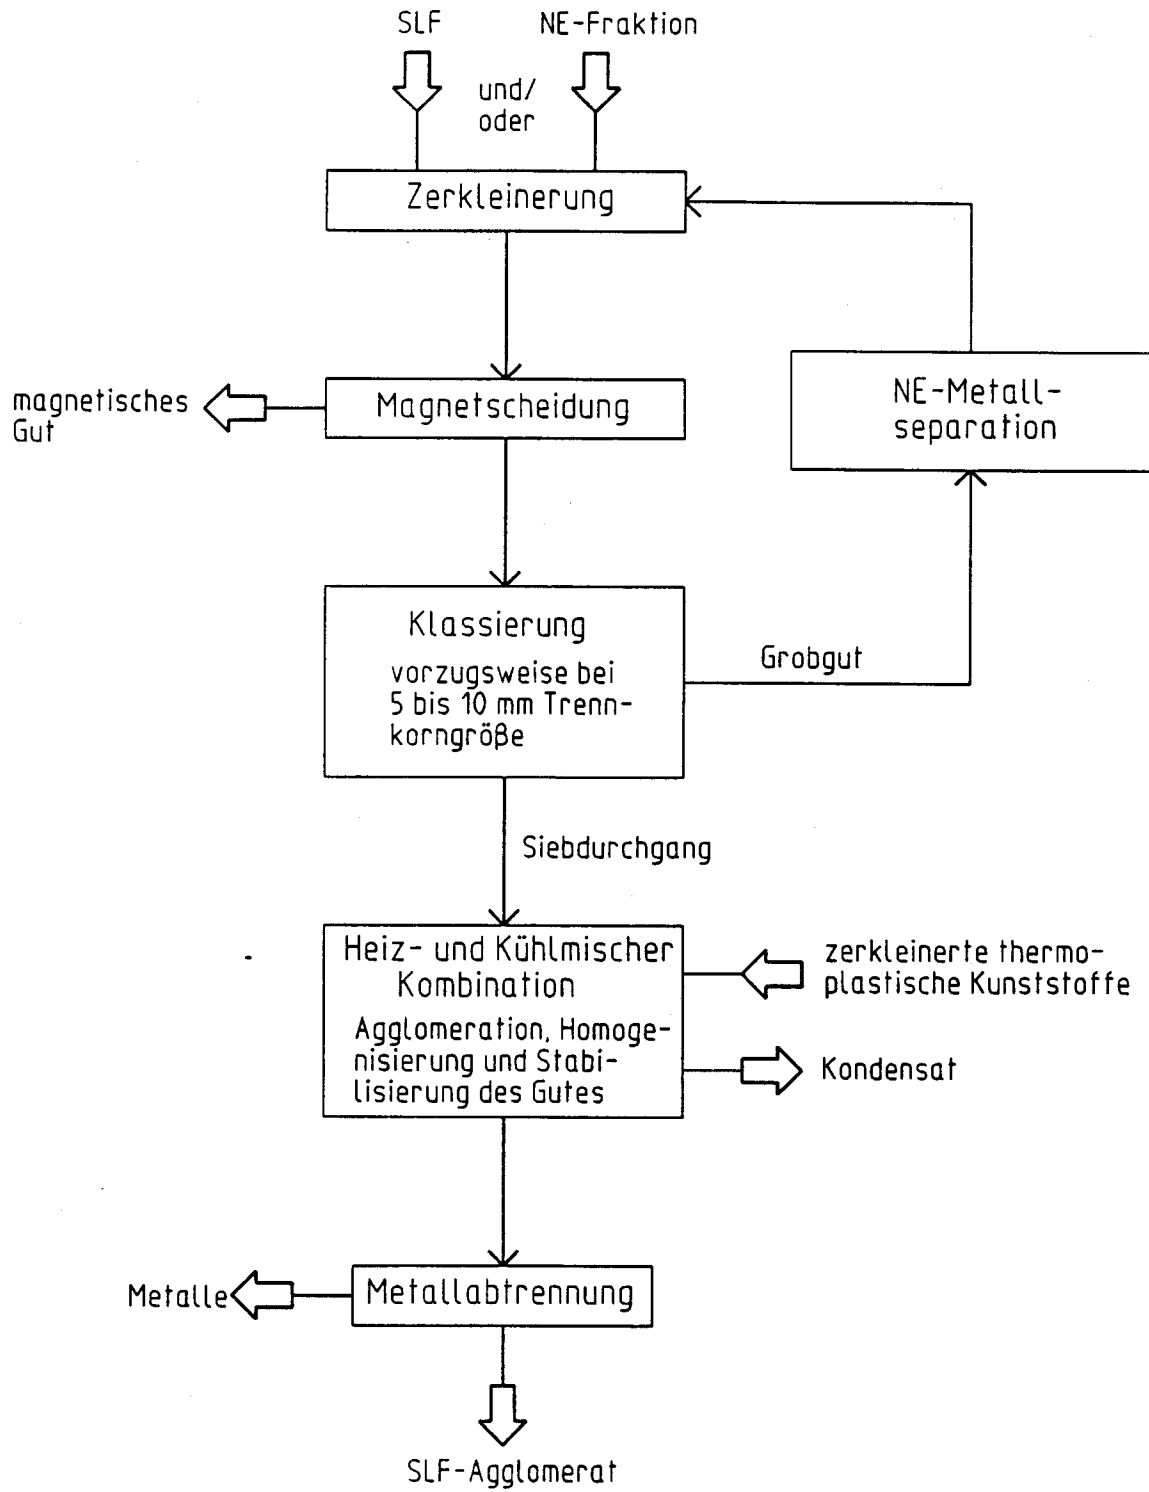 SLF
NE-Fraktion
und/
oder
Zerkleinerung
Magnetscheidung
magnetisches
Gut
NE-Metall-
separation
Klassierung
vorzugsweise bei
5 bis 10 mm Trenn-
korngröße
Grobgut
Siebdurchgang
Heiz- und Kühlmischer
Kombination
Agglomeration, Homoge-
nisierung und Stabi-
lisierung des Gutes
zerkleinerte thermo-
plastische Kunststoffe
Kondensat
Metallabtrennung
Metalle
SLF-Agglomerat